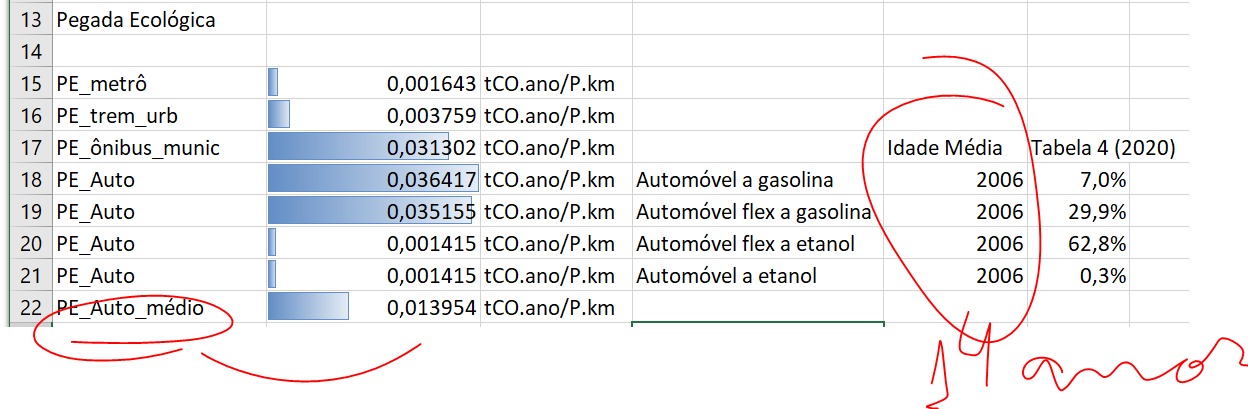 13 Pegada Ecológica
14
15 PE_metrô 0,001643 tCO.ano/P.km
16 PE_trem_urb 0,003759 tCO.ano/P.km
17 PE_ônibus_munic 0,031302 tCO.ano/P.km Idade Média Tabela 4 (2020)
18 PE_Auto 0,036417 tCO.ano/P.km Automóvel a gasolina 2006 7,0%
19 PE_Auto 0,035155 tCO.ano/P.km Automóvel flex a gasolina 2006 29,9%
20 PE_Auto 0,001415 tCO.ano/P.km Automóvel flex a etanol 2006 62,8%
21 PE_Auto 0,001415 tCO.ano/P.km Automóvel a etanol 2006 0,3%
22 PE_Auto_médio 0,013954 tCO.ano/P.km
14 anos